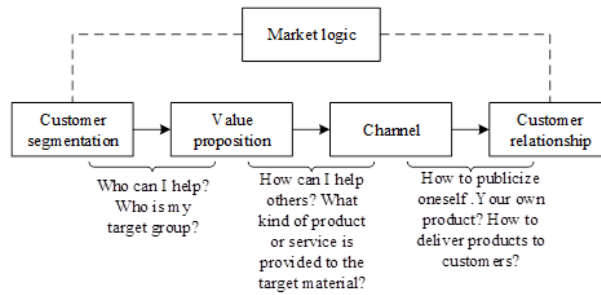 Market logic
Customer
segmentation
Value
proposition
Channel
Customer
relationship
Who can I help?
Who is my
target group?
How can I help
others? What
kind of product
or service is
provided to the
target material?
How to publicize
oneself .Your own
product? How to
deliver products to
customers?